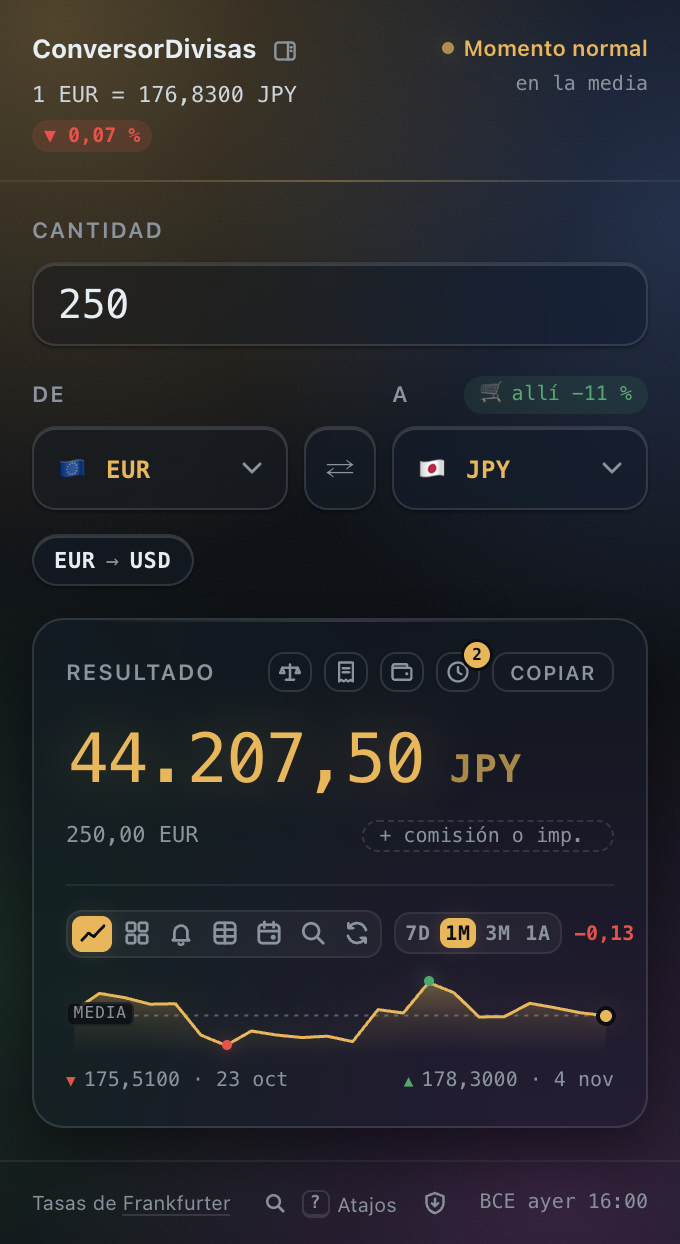 ConversorDivisas
Momento normal
1 EUR = 176,8300 JPY
en la media
▼ 0,07 %
CANTIDAD
250
DE
A
allí −11 %
EUR
JPY
EUR → USD
RESULTADO
2
COPIAR
44.207,50 JPY
250,00 EUR
+ comisión o imp.
7D 1M 3M 1A −0,13
MEDIA
▼ 175,5100 · 23 oct
▲ 178,3000 · 4 nov
Tasas de Frankfurter
? Atajos
BCE ayer 16:00